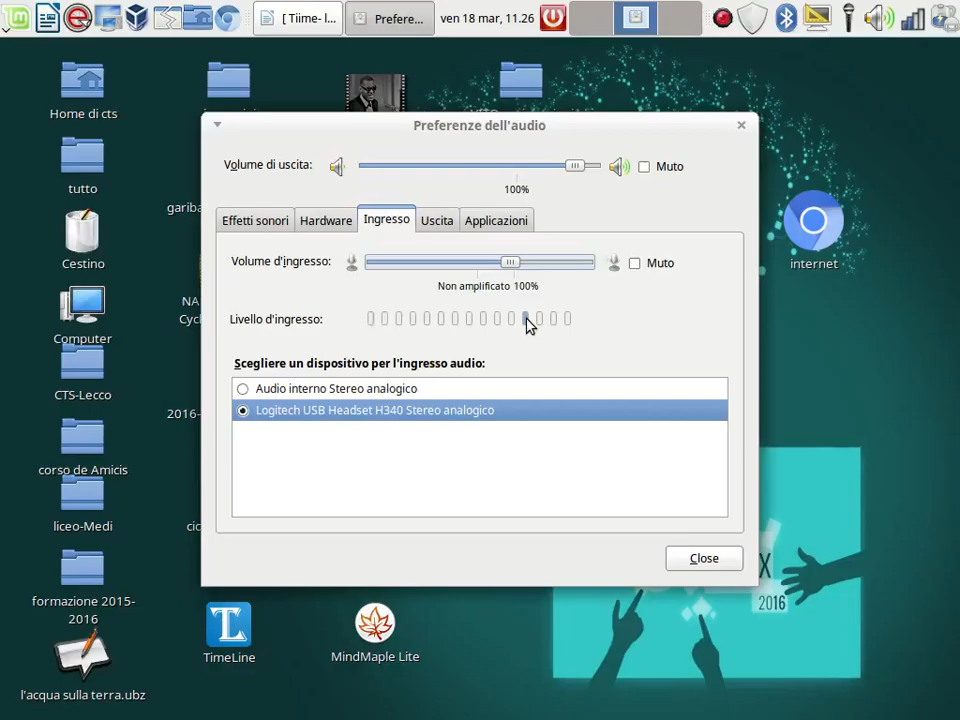 [ Tiime- l...
Prefere...
ven 18 mar, 11.26
Home di cts
tutto
Cestino
Computer
CTS-Lecco
corso de Amicis
liceo-Medi
formazione 2015-
2016
l'acqua sulla terra.ubz
NA
2016-
Preferenze dell'audio
Volume di uscita:
Muto
100%
Effetti sonori
Hardware
Ingresso
Uscita
Applicazioni
Volume d'ingresso:
Muto
Non amplificato 100%
Livello d'ingresso:
Scegliere un dispositivo per l'ingresso audio:
Audio interno Stereo analogico
Logitech USB Headset H340 Stereo analogico
Close
TimeLine
MindMaple Lite
internet
X
2016